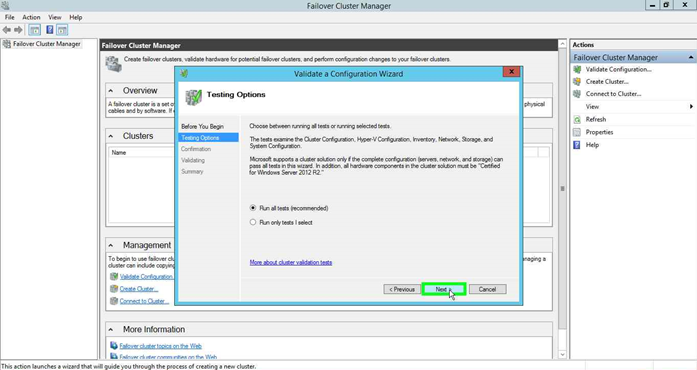 Failover Cluster Manager
File Action View Help
Failover Cluster Manager
Failover Cluster Manager
Create failover clusters, validate hardware for potential failover clusters, and perform configuration changes to your failover clusters.
Overview
A failover cluster is a set of
physical
cables and by software. If
Clusters
Name
Management
To begin to use failover
managing a
cluster can include copying
Validate Configuration...
Create Cluster...
Connect to Cluster...
More Information
Failover cluster topics on the Web
Failover cluster communities on the Web
Validate a Configuration Wizard
Testing Options
Before You Begin
Testing Options
Confirmation
Validating
Summary
Choose between running all tests or running selected tests.
The tests examine the Cluster Configuration, Hyper-V Configuration, Inventory, Network, Storage, and
System Configuration.
Microsoft supports a cluster solution only if the complete configuration (servers, network, and storage) can
pass all tests in this wizard. In addition, all hardware components in the cluster solution must be "Certified
for Windows Server 2012 R2."
Run all tests (recommended)
Run only tests I select
More about cluster validation tests
< Previous
Next >
Cancel
Actions
Failover Cluster Manager
Validate Configuration...
Create Cluster...
Connect to Cluster...
View
Refresh
Properties
Help
This action launches a wizard that will guide you through the process of creating a new cluster.